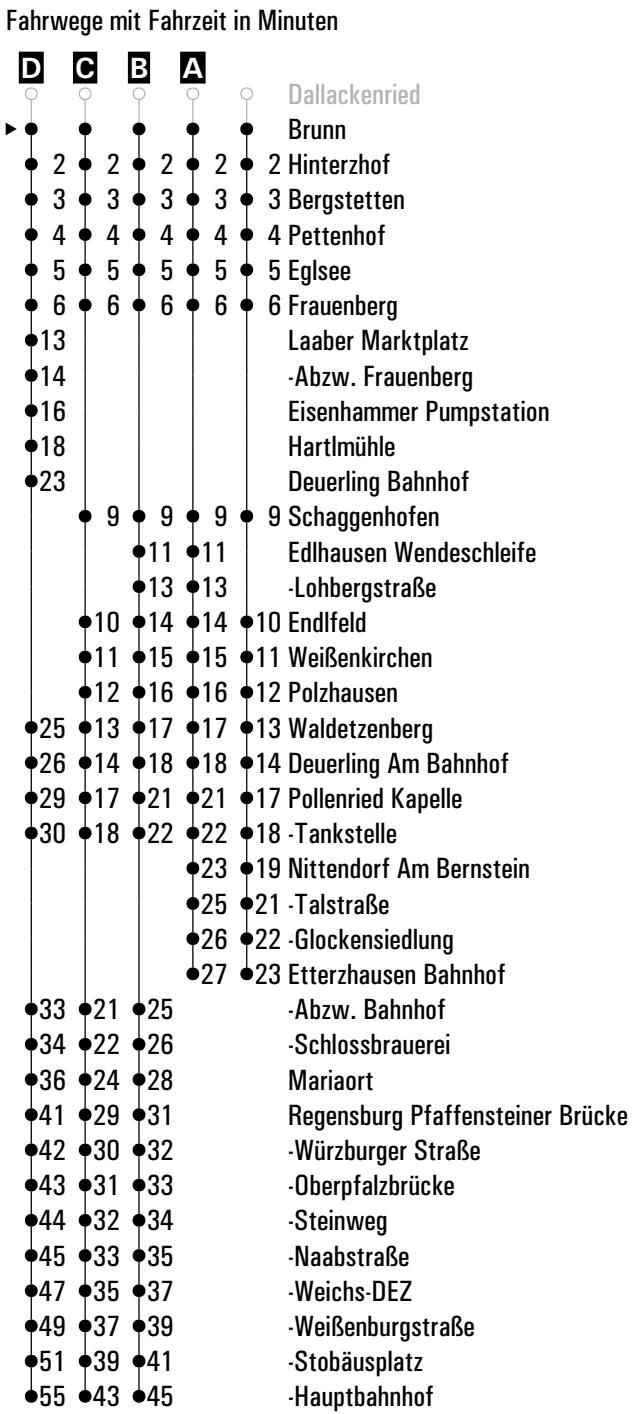 Fahrwege mit Fahrzeit in Minuten
D C B A
Dallackenried
Brunn
2 2 2 2 2 Hinterzhof
3 3 3 3 3 Bergstetten
4 4 4 4 4 Pettenhof
5 5 5 5 5 Eglsee
6 6 6 6 6 Frauenberg
13 Laaber Marktplatz
14 -Abzw. Frauenberg
16 Eisenhammer Pumpstation
18 Hartlmühle
23 Deuerling Bahnhof
9 9 9 9 Schaggenhofen
11 11 Edlhausen Wendeschleife
13 13 -Lohbergstraße
10 14 14 10 Endlfeld
11 15 15 11 Weißenkirchen
12 16 16 12 Polzhausen
25 13 17 17 13 Waldetzenberg
26 14 18 18 14 Deuerling Am Bahnhof
29 17 21 21 17 Pollenried Kapelle
30 18 22 22 18 -Tankstelle
23 19 Nittendorf Am Bernstein
25 21 -Talstraße
26 22 -Glockensiedlung
27 23 Etterzhausen Bahnhof
33 21 25 -Abzw. Bahnhof
34 22 26 -Schlossbrauerei
36 24 28 Mariaort
41 29 31 Regensburg Pfaffensteiner Brücke
42 30 32 -Würzburger Straße
43 31 33 -Oberpfalzbrücke
44 32 34 -Steinweg
45 33 35 -Naabstraße
47 35 37 -Weichs-DEZ
49 37 39 -Weißenburgstraße
51 39 41 -Stobäusplatz
55 43 45 -Hauptbahnhof